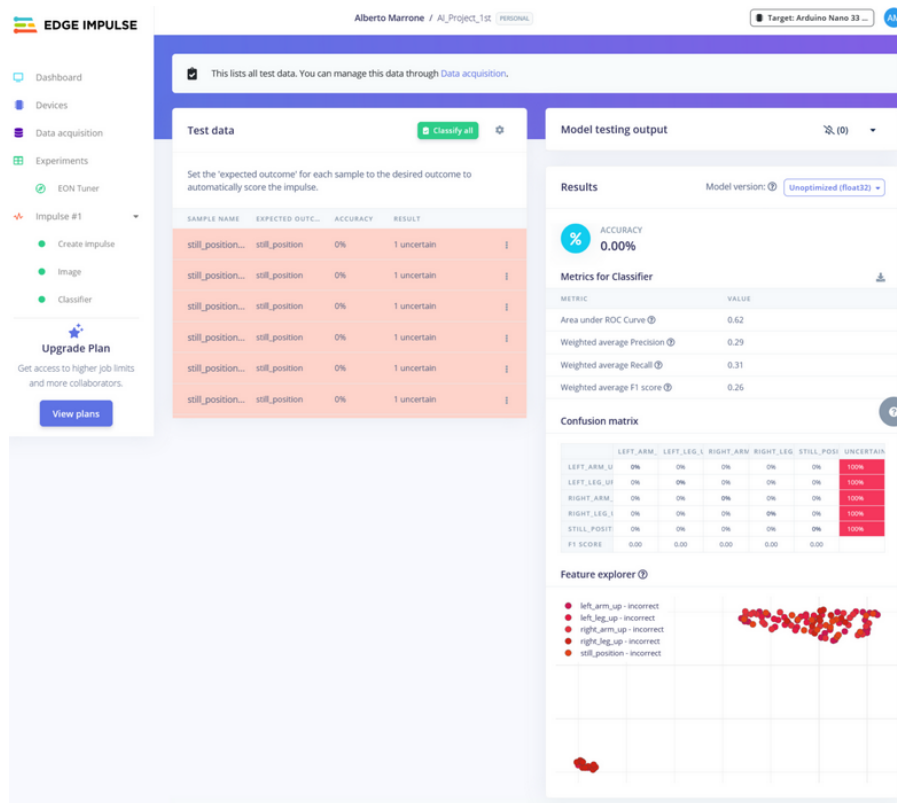 EDGE IMPULSE
Alberto Marrone / AI_Project_1st PERSONAL
Target: Arduino Nano 33 ...
AM
Dashboard
Devices
Data acquisition
Experiments
EON Tuner
Impulse #1
Create impulse
Image
Classifier
Upgrade Plan
Get access to higher job limits
and more collaborators.
View plans
This lists all test data. You can manage this data through Data acquisition.
Test data
Classify all
Set the 'expected outcome' for each sample to the desired outcome to
automatically score the impulse.
SAMPLE NAME EXPECTED OUTC... ACCURACY RESULT
still_position... still_position 0% 1 uncertain
still_position... still_position 0% 1 uncertain
still_position... still_position 0% 1 uncertain
still_position... still_position 0% 1 uncertain
still_position... still_position 0% 1 uncertain
still_position... still_position 0% 1 uncertain
Model testing output
(0)
Results
Model version: ? Unoptimized (float32)
%
ACCURACY
0.00%
Metrics for Classifier
METRIC VALUE
Area under ROC Curve ? 0.62
Weighted average Precision ? 0.29
Weighted average Recall ? 0.31
Weighted average F1 score ? 0.26
?
Confusion matrix
LEFT_ARM_ LEFT_LEG_U RIGHT_ARM RIGHT_LEG STILL_POSI UNCERTAIN
LEFT_ARM_U 0% 0% 0% 0% 0% 100%
LEFT_LEG_UP 0% 0% 0% 0% 0% 100%
RIGHT_ARM_ 0% 0% 0% 0% 0% 100%
RIGHT_LEG_U 0% 0% 0% 0% 0% 100%
STILL_POSIT 0% 0% 0% 0% 0% 100%
F1 SCORE 0.00 0.00 0.00 0.00 0.00
Feature explorer ?
left_arm_up - incorrect
left_leg_up - incorrect
right_arm_up - incorrect
right_leg_up - incorrect
still_position - incorrect